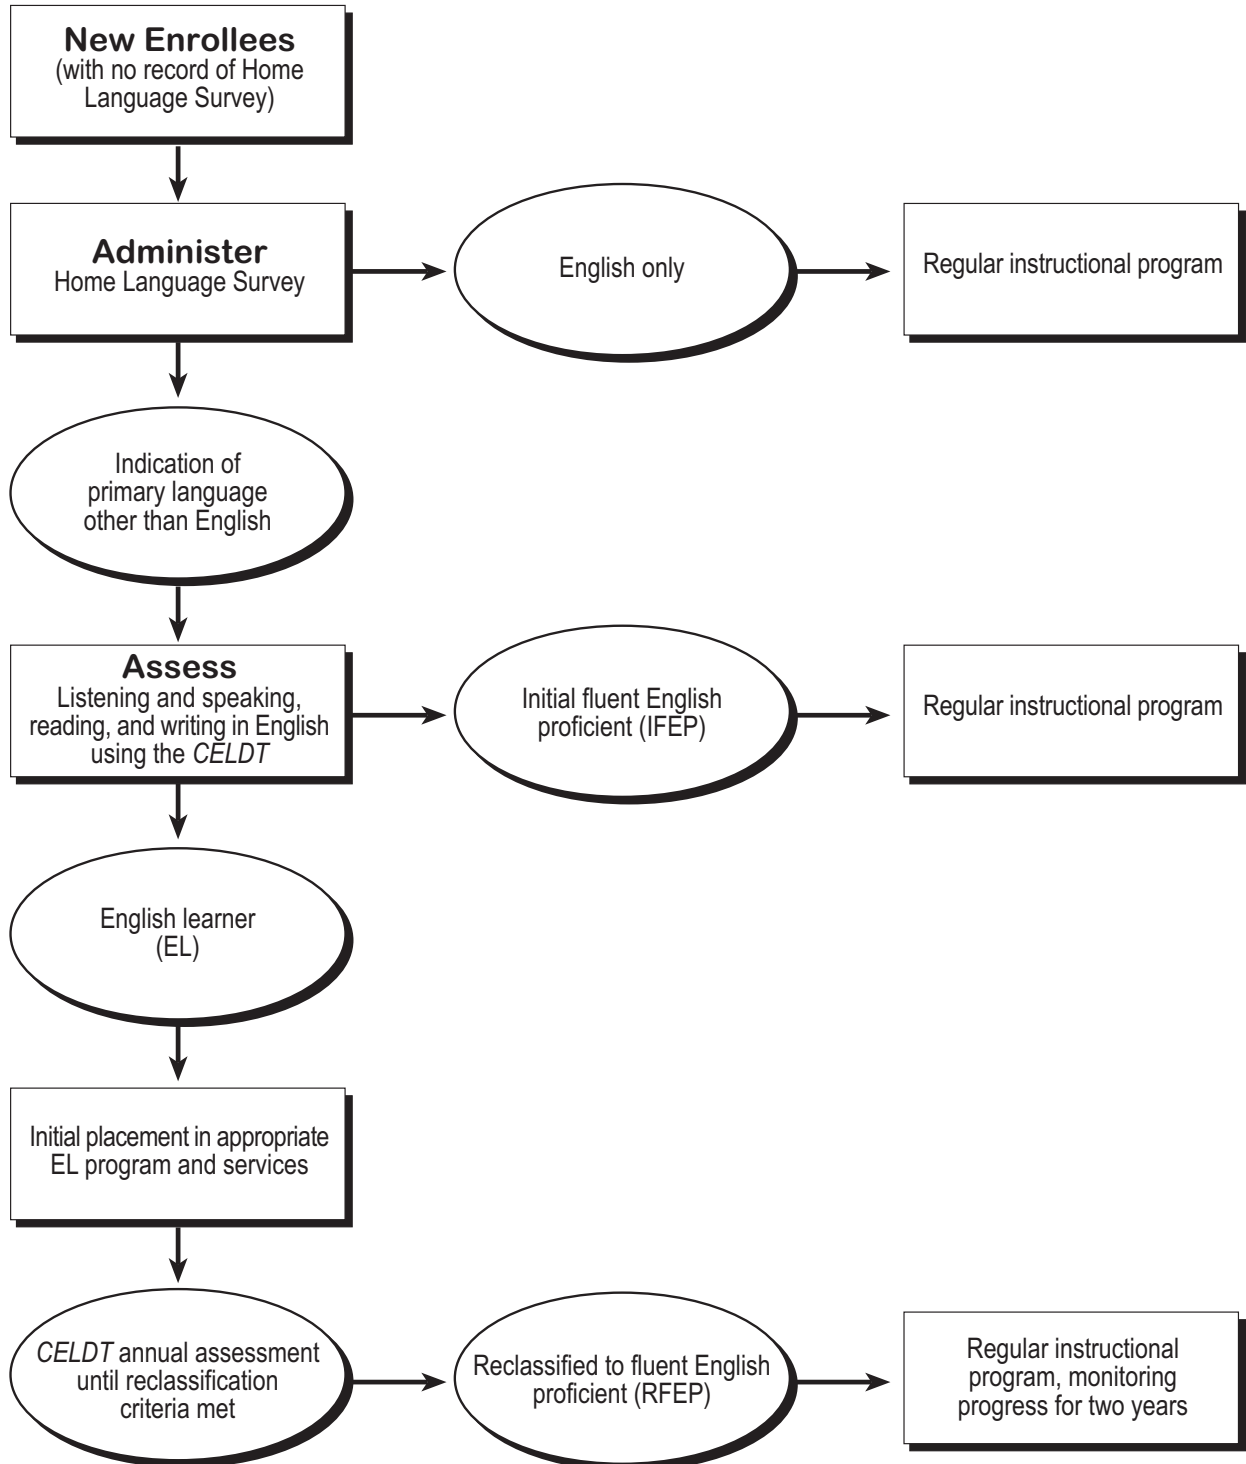 New Enrollees
(with no record of Home
Language Survey)
Administer
Home Language Survey
English only
Regular instructional program
Indication of
primary language
other than English
Assess
Listening and speaking,
reading, and writing in English
using the CELDT
Initial fluent English
proficient (IFEP)
Regular instructional program
English learner
(EL)
Initial placement in appropriate
EL program and services
CELDT annual assessment
until reclassification
criteria met
Reclassified to fluent English
proficient (RFEP)
Regular instructional
program, monitoring
progress for two years